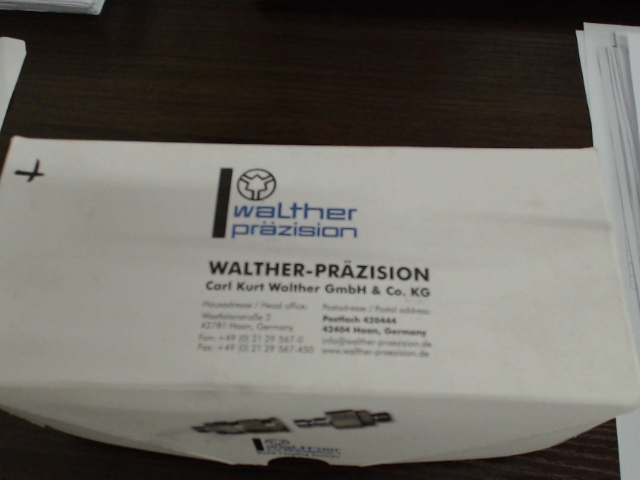 walther
präzision
WALTHER-PRÄZISION
Carl Kurt Walther GmbH & Co. KG
Hausadresse / Head office:
Westfalenstraße 2
42781 Haan, Germany
Fon: +49 (0) 21 29 567-0
Fax: +49 (0) 21 29 567-450
Postadresse / Postal address:
Postfach 420444
42404 Haan, Germany
info@walther-praezision.de
www.walther-praezision.de
walther